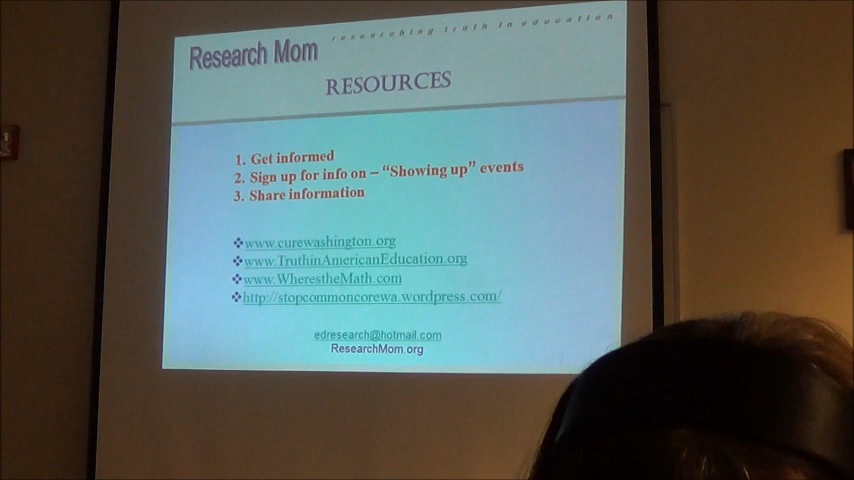 researching truth in education
Research Mom
RESOURCES
1. Get informed
2. Sign up for info on – “Showing up” events
3. Share information
www.curewashington.org
www.TruthinAmericanEducation.org
www.WherestheMath.com
http://stopcommoncorewa.wordpress.com/
edresearch@hotmail.com
ResearchMom.org